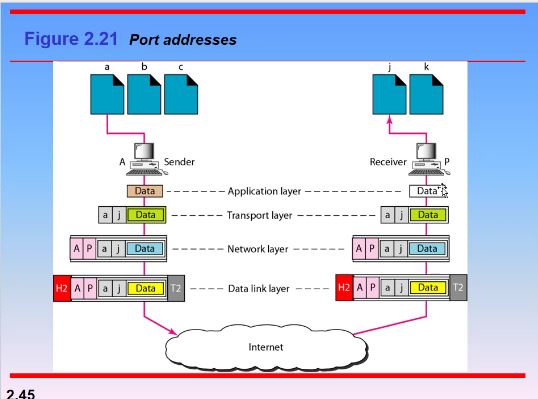 Figure 2.21 Port addresses
a b c j k
A Sender Receiver P
Data Application layer Data
a j Data Transport layer a j Data
A P a j Data Network layer A P a j Data
H2 A P a j Data T2 Data link layer H2 A P a j Data T2
Internet
2.45